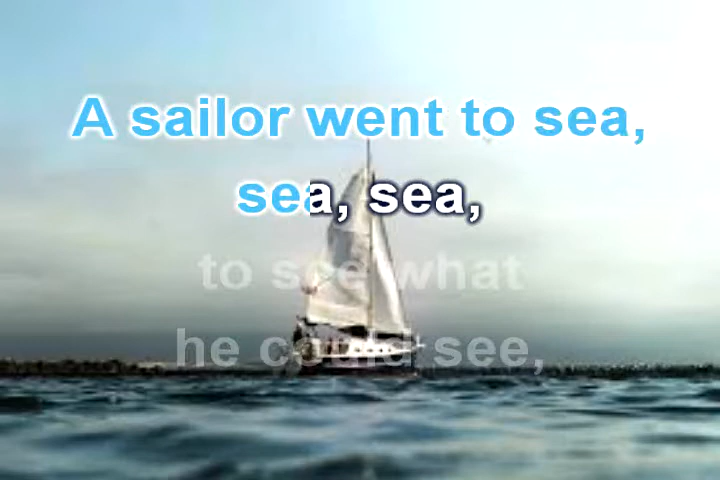 A sailor went to sea,
sea, sea,
to see what
he could see,